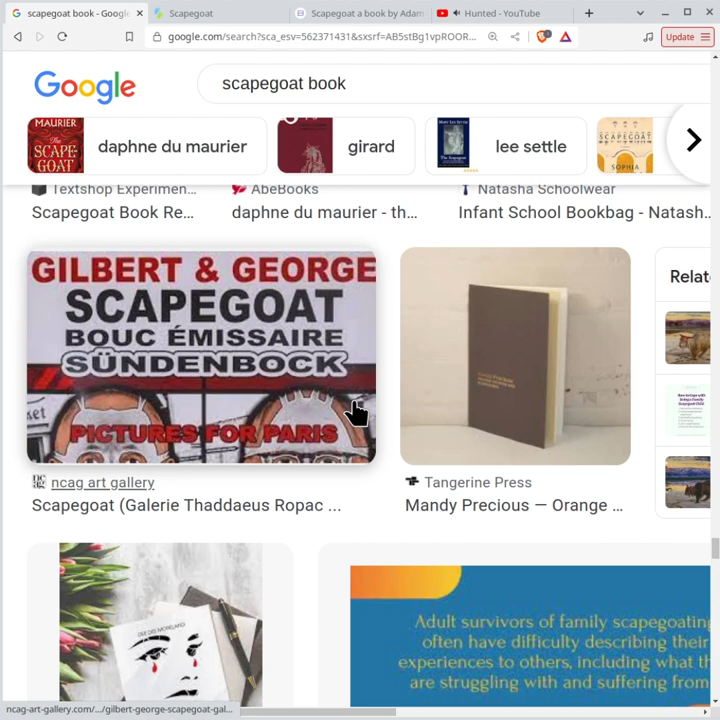 scapegoat book - Google
Scapegoat
Scapegoat a book by Adam
Hunted - YouTube
google.com/search?sca_esv=562371431&sxsrf=AB5stBg1vpROOR...
Update
Google
scapegoat book
MAURIER
The
SCAPE-
GOAT
daphne du maurier
girard
lee settle
SCAPEGOAT
SOPHIA
Textshop Experimen...
AbeBooks
Natasha Schoolwear
Scapegoat Book Re...
daphne du maurier - th...
Infant School Bookbag - Natash...
GILBERT & GEORGE
SCAPEGOAT
BOUC ÉMISSAIRE
SÜNDENBOCK
PICTURES FOR PARIS
Relat
ncag art gallery
Scapegoat (Galerie Thaddaeus Ropac ...
Tangerine Press
Mandy Precious — Orange ...
DEE DEE MORELAND
Adult survivors of family scapegoating
often have difficulty describing their
experiences to others, including what th
are struggling with and suffering from
ncag-art-gallery.com/.../gilbert-george-scapegoat-gal...